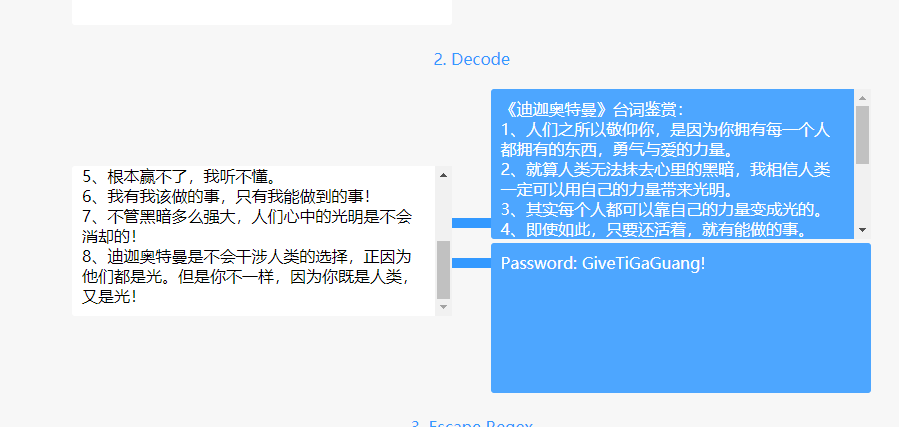 2. Decode
《迪迦奥特曼》台词鉴赏：
1、人们之所以敬仰你，是因为你拥有每一个人
都拥有的东西，勇气与爱的力量。
2、就算人类无法抹去心里的黑暗，我相信人类
一定可以用自己的力量带来光明。
3、其实每个人都可以靠自己的力量变成光的。
4、即使如此，只要还活着，就有能做的事。
5、根本赢不了，我听不懂。
6、我有我该做的事，只有我能做到的事！
7、不管黑暗多么强大，人们心中的光明是不会
消却的！
8、迪迦奥特曼是不会干涉人类的选择，正因为
他们都是光。但是你不一样，因为你既是人类，
又是光！
Password: GiveTiGaGuang!
3. Escape Regex